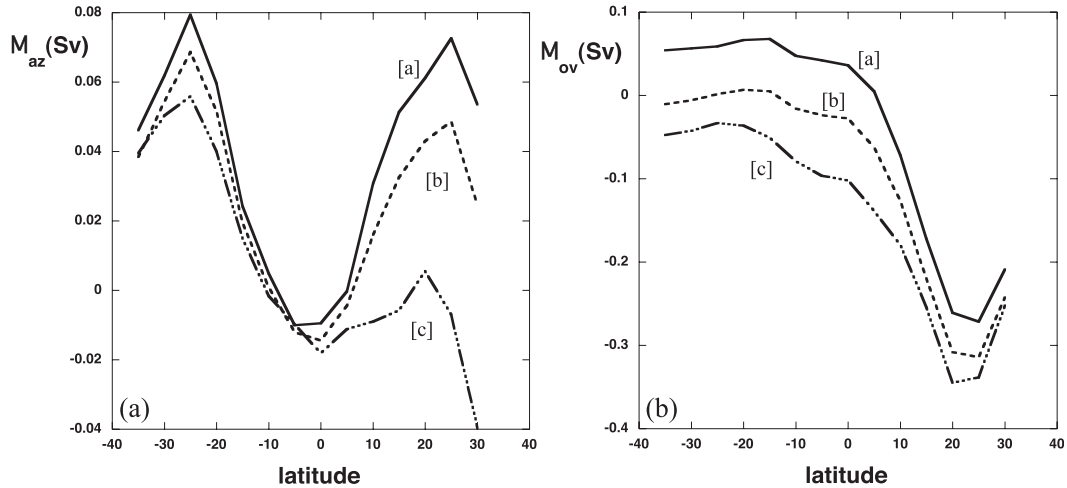 0.08
M_az(Sv)
0.06
0.04
0.02
0
-0.02
-0.04
[a]
[b]
[c]
(a)
-40 -30 -20 -10 0 10 20 30 40
latitude
0.1
M_ov(Sv)
0
-0.1
-0.2
-0.3
-0.4
[a]
[b]
[c]
(b)
-40 -30 -20 -10 0 10 20 30 40
latitude